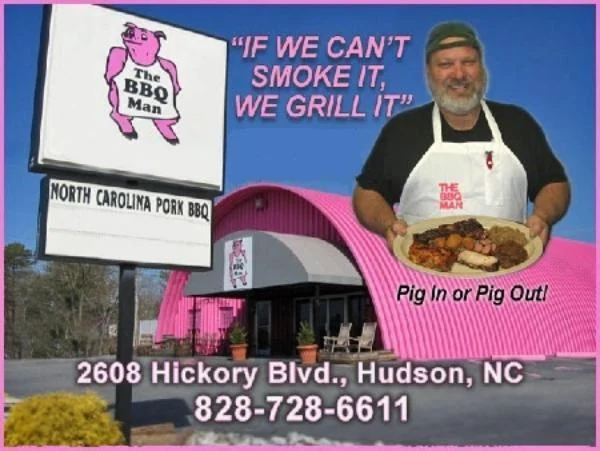 The
BBQ
Man
NORTH CAROLINA PORK BBQ
"IF WE CAN'T
SMOKE IT,
WE GRILL IT"
THE
BBQ
MAN
Pig In or Pig Out!
2608 Hickory Blvd., Hudson, NC
828-728-6611